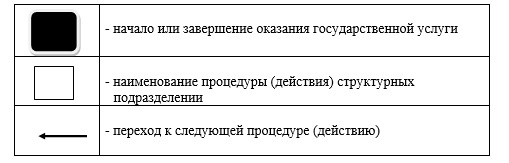 - начало или завершение оказания государственной услуги
- наименование процедуры (действия) структурных
подразделении
- переход к следующей процедуре (действию)